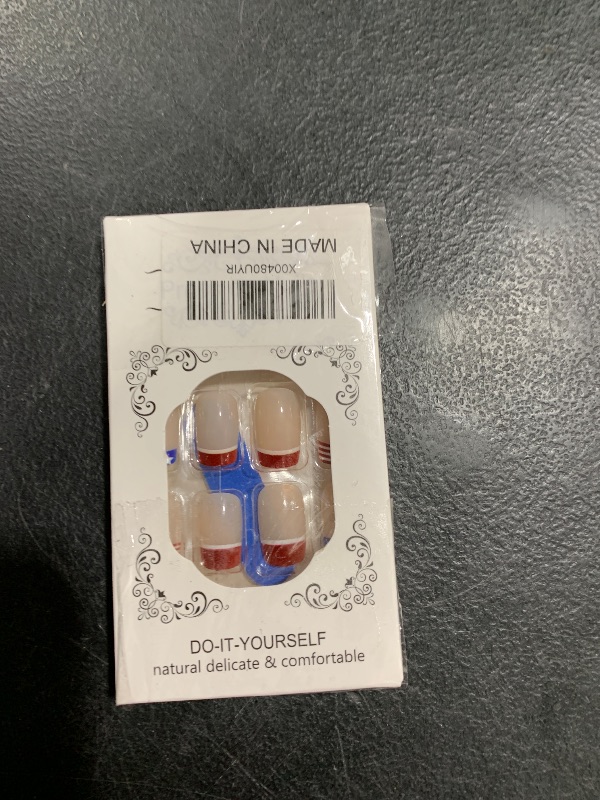 MADE IN CHINA
X00480UYIR
DO-IT-YOURSELF
natural delicate & comfortable